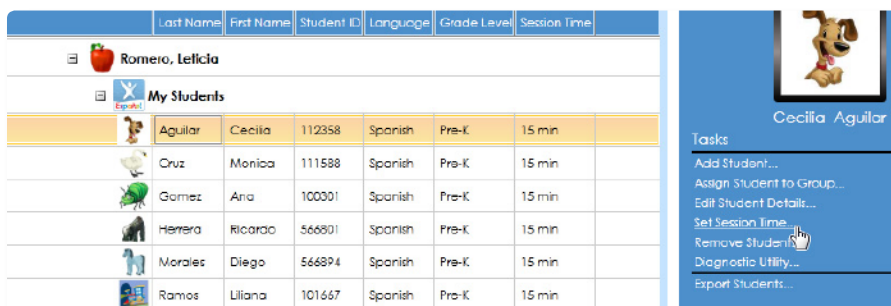 Last Name First Name Student ID Language Grade Level Session Time
Romero, Leticia
Español
My Students
Aguilar Cecilia 112358 Spanish Pre-K 15 min
Cruz Monica 111588 Spanish Pre-K 15 min
Gomez Ana 100301 Spanish Pre-K 15 min
Herrera Ricardo 566801 Spanish Pre-K 15 min
Morales Diego 566894 Spanish Pre-K 15 min
Ramos Liliana 101667 Spanish Pre-K 15 min
Cecilia Aguilar
Tasks
Add Student...
Assign Student to Group...
Edit Student Details...
Set Session Time...
Remove Student
Diagnostic Utility...
Export Students...